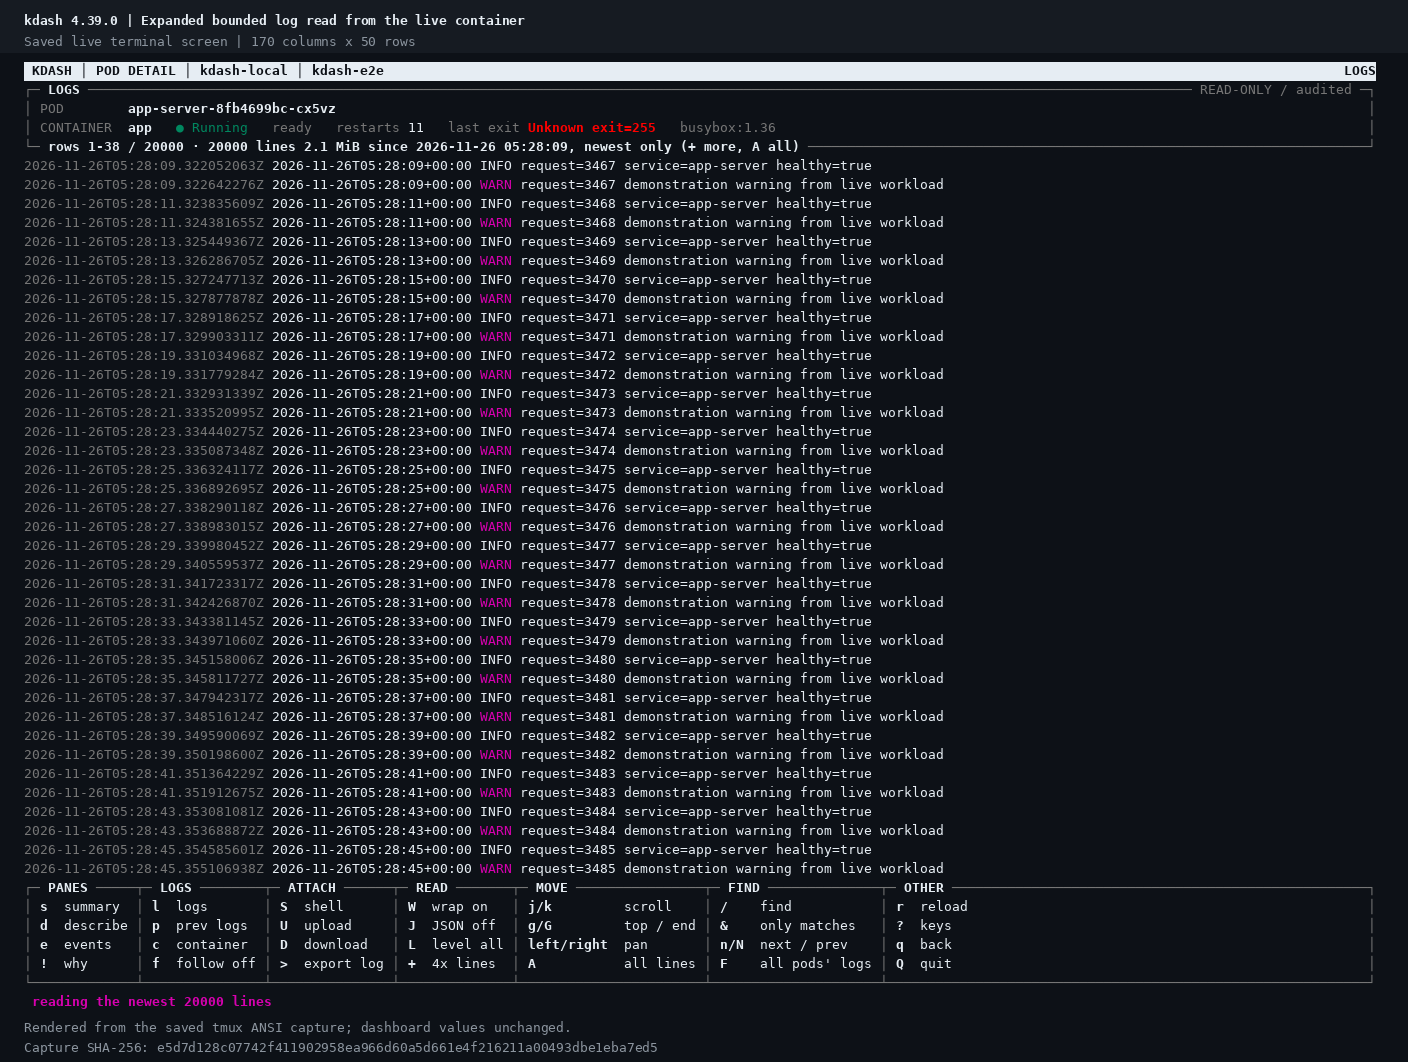 kdash 4.39.0 | Expanded bounded log read from the live container
Saved live terminal screen | 170 columns x 50 rows
KDASH │ POD DETAIL │ kdash-local │ kdash-e2e LOGS
LOGS READ-ONLY / audited
POD app-server-8fb4699bc-cx5vz
CONTAINER app ● Running ready restarts 11 last exit Unknown exit=255 busybox:1.36
rows 1-38 / 20000 · 20000 lines 2.1 MiB since 2026-11-26 05:28:09, newest only (+ more, A all)
2026-11-26T05:28:09.322052063Z 2026-11-26T05:28:09+00:00 INFO request=3467 service=app-server healthy=true
2026-11-26T05:28:09.322642276Z 2026-11-26T05:28:09+00:00 WARN request=3467 demonstration warning from live workload
2026-11-26T05:28:11.323835609Z 2026-11-26T05:28:11+00:00 INFO request=3468 service=app-server healthy=true
2026-11-26T05:28:11.324381655Z 2026-11-26T05:28:11+00:00 WARN request=3468 demonstration warning from live workload
2026-11-26T05:28:13.325449367Z 2026-11-26T05:28:13+00:00 INFO request=3469 service=app-server healthy=true
2026-11-26T05:28:13.326286705Z 2026-11-26T05:28:13+00:00 WARN request=3469 demonstration warning from live workload
2026-11-26T05:28:15.327247713Z 2026-11-26T05:28:15+00:00 INFO request=3470 service=app-server healthy=true
2026-11-26T05:28:15.327877878Z 2026-11-26T05:28:15+00:00 WARN request=3470 demonstration warning from live workload
2026-11-26T05:28:17.328918625Z 2026-11-26T05:28:17+00:00 INFO request=3471 service=app-server healthy=true
2026-11-26T05:28:17.329903311Z 2026-11-26T05:28:17+00:00 WARN request=3471 demonstration warning from live workload
2026-11-26T05:28:19.331034968Z 2026-11-26T05:28:19+00:00 INFO request=3472 service=app-server healthy=true
2026-11-26T05:28:19.331779284Z 2026-11-26T05:28:19+00:00 WARN request=3472 demonstration warning from live workload
2026-11-26T05:28:21.332931339Z 2026-11-26T05:28:21+00:00 INFO request=3473 service=app-server healthy=true
2026-11-26T05:28:21.333520995Z 2026-11-26T05:28:21+00:00 WARN request=3473 demonstration warning from live workload
2026-11-26T05:28:23.334440275Z 2026-11-26T05:28:23+00:00 INFO request=3474 service=app-server healthy=true
2026-11-26T05:28:23.335087348Z 2026-11-26T05:28:23+00:00 WARN request=3474 demonstration warning from live workload
2026-11-26T05:28:25.336324117Z 2026-11-26T05:28:25+00:00 INFO request=3475 service=app-server healthy=true
2026-11-26T05:28:25.336892695Z 2026-11-26T05:28:25+00:00 WARN request=3475 demonstration warning from live workload
2026-11-26T05:28:27.338290118Z 2026-11-26T05:28:27+00:00 INFO request=3476 service=app-server healthy=true
2026-11-26T05:28:27.338983015Z 2026-11-26T05:28:27+00:00 WARN request=3476 demonstration warning from live workload
2026-11-26T05:28:29.339980452Z 2026-11-26T05:28:29+00:00 INFO request=3477 service=app-server healthy=true
2026-11-26T05:28:29.340559537Z 2026-11-26T05:28:29+00:00 WARN request=3477 demonstration warning from live workload
2026-11-26T05:28:31.341723317Z 2026-11-26T05:28:31+00:00 INFO request=3478 service=app-server healthy=true
2026-11-26T05:28:31.342426870Z 2026-11-26T05:28:31+00:00 WARN request=3478 demonstration warning from live workload
2026-11-26T05:28:33.343381145Z 2026-11-26T05:28:33+00:00 INFO request=3479 service=app-server healthy=true
2026-11-26T05:28:33.343971060Z 2026-11-26T05:28:33+00:00 WARN request=3479 demonstration warning from live workload
2026-11-26T05:28:35.345158006Z 2026-11-26T05:28:35+00:00 INFO request=3480 service=app-server healthy=true
2026-11-26T05:28:35.345811727Z 2026-11-26T05:28:35+00:00 WARN request=3480 demonstration warning from live workload
2026-11-26T05:28:37.347942317Z 2026-11-26T05:28:37+00:00 INFO request=3481 service=app-server healthy=true
2026-11-26T05:28:37.348516124Z 2026-11-26T05:28:37+00:00 WARN request=3481 demonstration warning from live workload
2026-11-26T05:28:39.349590069Z 2026-11-26T05:28:39+00:00 INFO request=3482 service=app-server healthy=true
2026-11-26T05:28:39.350198600Z 2026-11-26T05:28:39+00:00 WARN request=3482 demonstration warning from live workload
2026-11-26T05:28:41.351364229Z 2026-11-26T05:28:41+00:00 INFO request=3483 service=app-server healthy=true
2026-11-26T05:28:41.351912675Z 2026-11-26T05:28:41+00:00 WARN request=3483 demonstration warning from live workload
2026-11-26T05:28:43.353081081Z 2026-11-26T05:28:43+00:00 INFO request=3484 service=app-server healthy=true
2026-11-26T05:28:43.353688872Z 2026-11-26T05:28:43+00:00 WARN request=3484 demonstration warning from live workload
2026-11-26T05:28:45.354585601Z 2026-11-26T05:28:45+00:00 INFO request=3485 service=app-server healthy=true
2026-11-26T05:28:45.355106938Z 2026-11-26T05:28:45+00:00 WARN request=3485 demonstration warning from live workload
PANES LOGS ATTACH READ MOVE FIND OTHER
s summary │ l logs │ S shell │ W wrap on │ j/k scroll │ / find │ r reload
d describe │ p prev logs │ U upload │ J JSON off │ g/G top / end │ & only matches │ ? keys
e events │ c container │ D download │ L level all │ left/right pan │ n/N next / prev │ q back
! why │ f follow off │ > export log │ + 4x lines │ A all lines │ F all pods' logs │ Q quit
reading the newest 20000 lines
Rendered from the saved tmux ANSI capture; dashboard values unchanged.
Capture SHA-256: e5d7d128c07742f411902958ea966d60a5d661e4f216211a00493dbe1eba7ed5